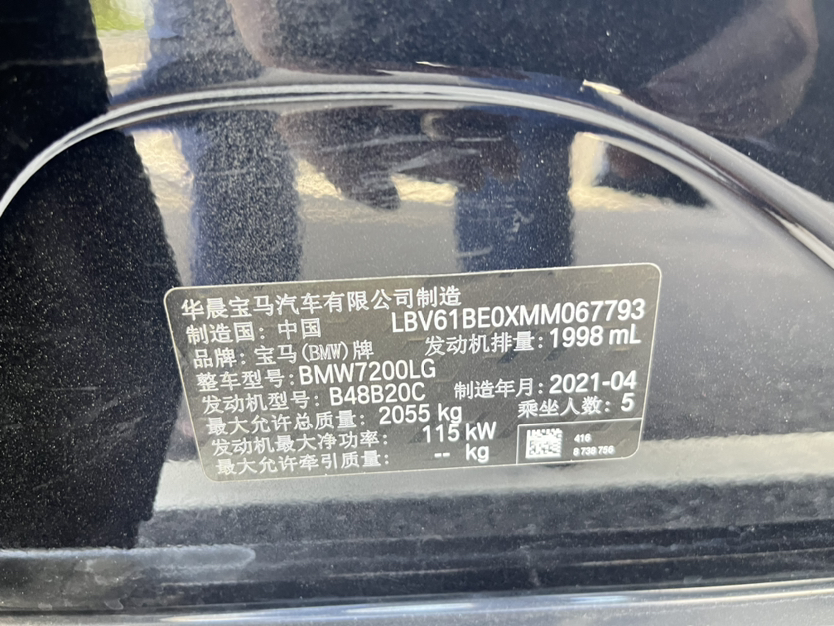 华晨宝马汽车有限公司制造
制造国: 中国 LBV61BE0XMM067793
品牌: 宝马(BMW)牌 发动机排量: 1998 mL
整车型号: BMW7200LG
发动机型号: B48B20C 制造年月: 2021-04
最大允许总质量: 2055 kg 乘坐人数: 5
发动机最大净功率: 115 kW
最大允许牵引质量: -- kg
416
8 738 756